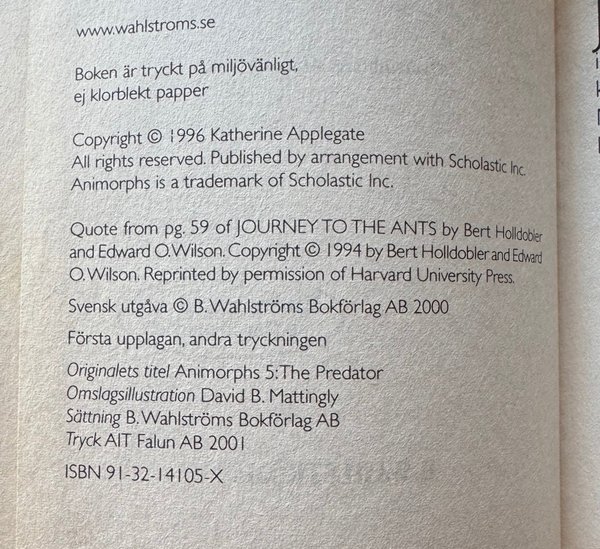 www.wahlstroms.se
Boken är tryckt på miljövänligt,
ej klorblekt papper
Copyright © 1996 Katherine Applegate
All rights reserved. Published by arrangement with Scholastic Inc.
Animorphs is a trademark of Scholastic Inc.
Quote from pg. 59 of JOURNEY TO THE ANTS by Bert Holldobler
and Edward O.Wilson. Copyright © 1994 by Bert Holldobler and Edward
O.Wilson. Reprinted by permission of Harvard University Press.
Svensk utgåva © B.Wahlströms Bokförlag AB 2000
Första upplagan, andra tryckningen
Originalets titel Animorphs 5:The Predator
Omslagsillustration David B. Mattingly
Sättning B.Wahlströms Bokförlag AB
Tryck AIT Falun AB 2001
ISBN 91-32-14105-X